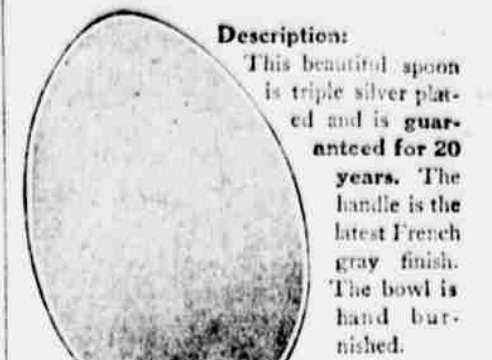 Description:
This beautiful spoon
is triple silver plat-
ed and is guar-
anteed for 20
years. The
handle is the
latest French
gray finish.
The bowl is
hand bur-
nished.